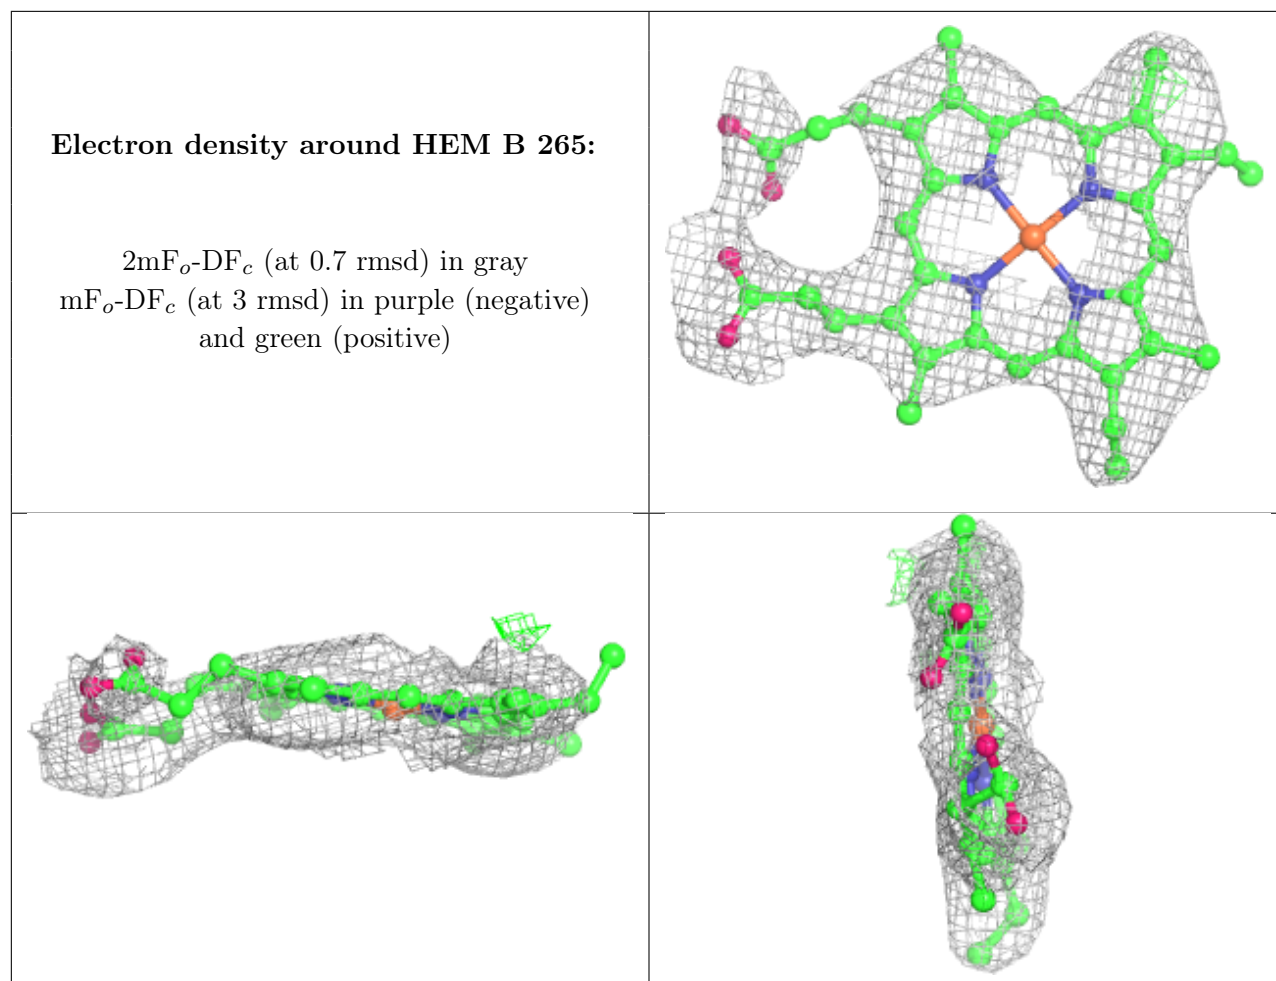 Electron density around HEM B 265:
2mFo-DFc (at 0.7 rmsd) in gray
mFo-DFc (at 3 rmsd) in purple (negative)
and green (positive)